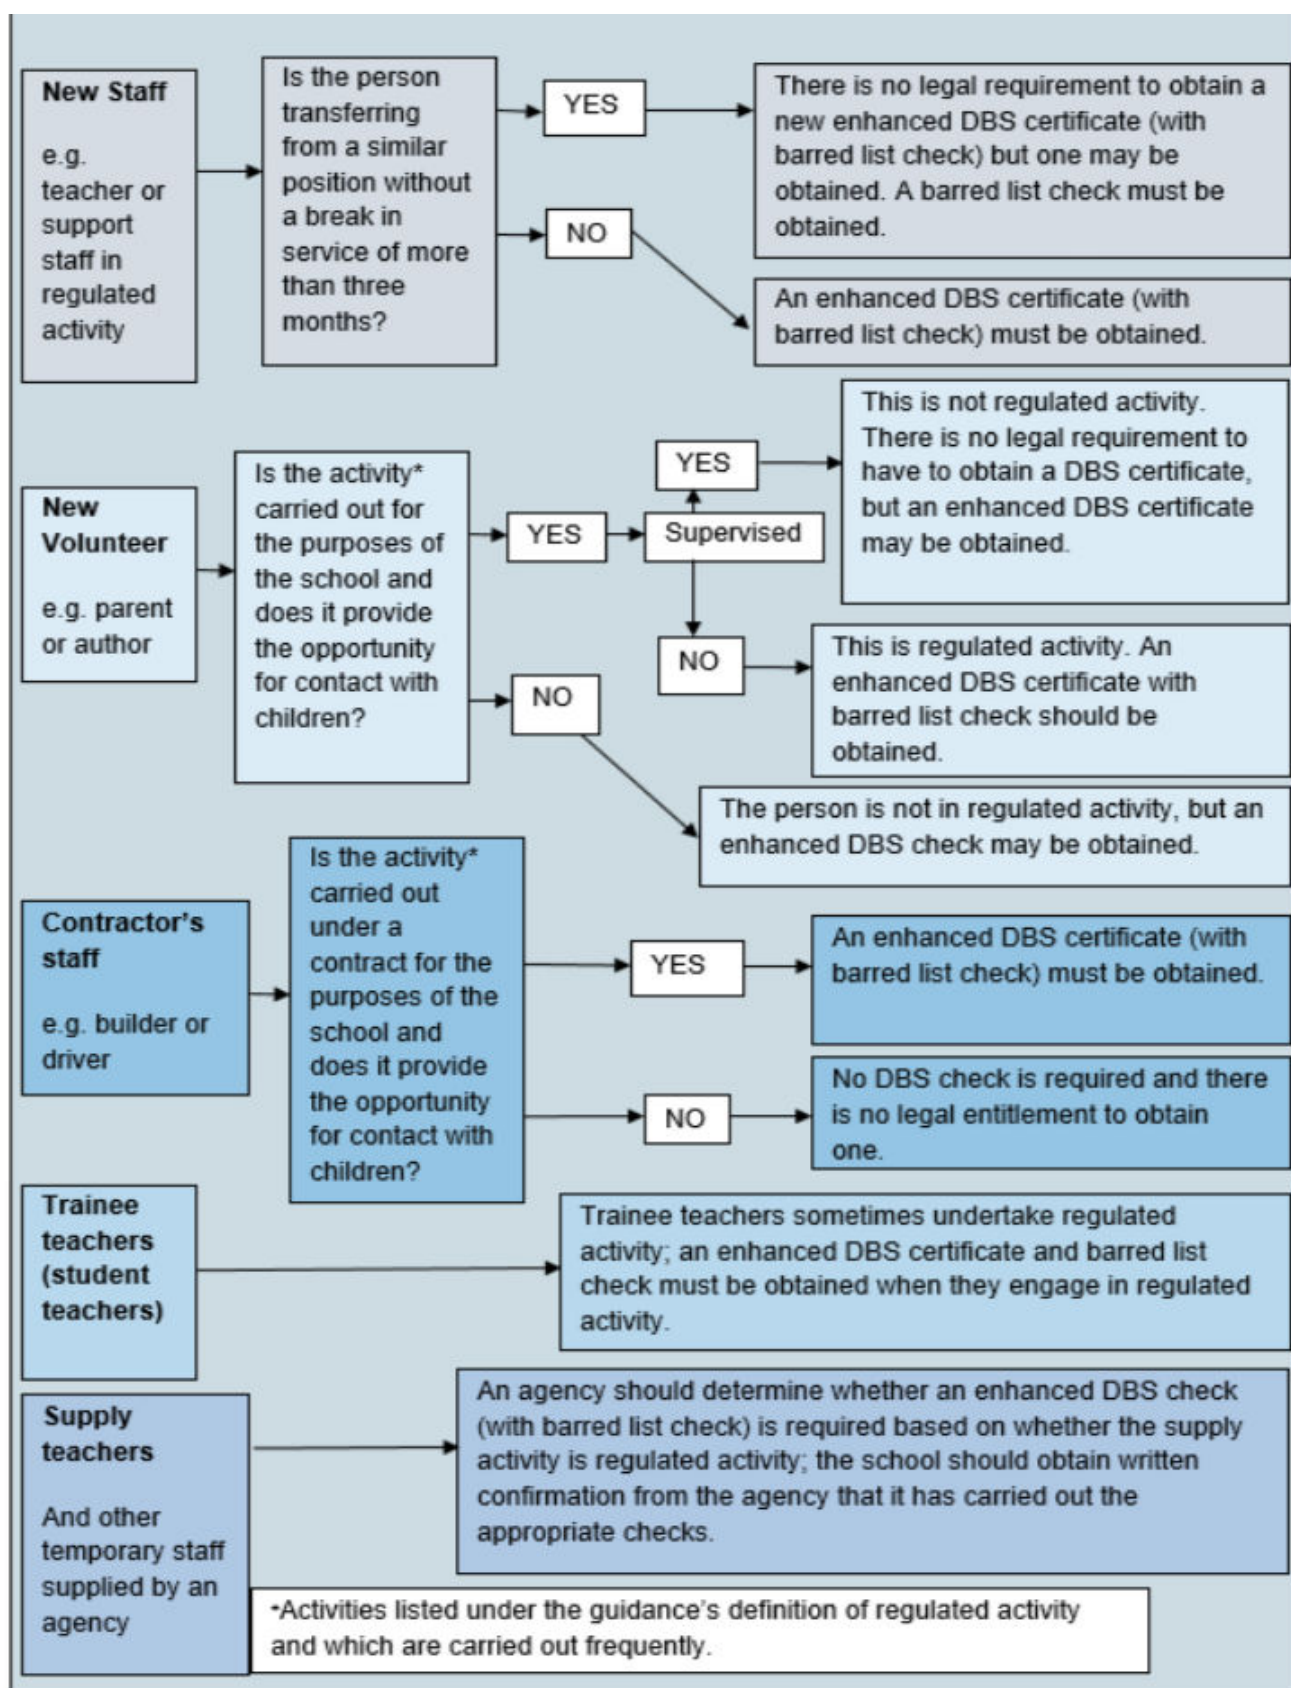 New Staff
e.g.
teacher or
support
staff in
regulated
activity
Is the person
transferring
from a similar
position without
a break in
service of more
than three
months?
YES
There is no legal requirement to obtain a
new enhanced DBS certificate (with
barred list check) but one may be
obtained. A barred list check must be
obtained.
NO
An enhanced DBS certificate (with
barred list check) must be obtained.
New
Volunteer
e.g. parent
or author
Is the activity*
carried out for
the purposes of
the school and
does it provide
the opportunity
for contact with
children?
YES
Supervised
YES
This is not regulated activity.
There is no legal requirement to
have to obtain a DBS certificate,
but an enhanced DBS certificate
may be obtained.
NO
This is regulated activity. An
enhanced DBS certificate with
barred list check should be
obtained.
NO
The person is not in regulated activity, but an
enhanced DBS check may be obtained.
Contractor's
staff
e.g. builder or
driver
Is the activity*
carried out
under a
contract for the
purposes of the
school and
does it provide
the opportunity
for contact with
children?
YES
An enhanced DBS certificate (with
barred list check) must be obtained.
NO
No DBS check is required and there
is no legal entitlement to obtain
one.
Trainee
teachers
(student
teachers)
Trainee teachers sometimes undertake regulated
activity; an enhanced DBS certificate and barred list
check must be obtained when they engage in regulated
activity.
Supply
teachers
And other
temporary staff
supplied by an
agency
An agency should determine whether an enhanced DBS check
(with barred list check) is required based on whether the supply
activity is regulated activity; the school should obtain written
confirmation from the agency that it has carried out the
appropriate checks.
*Activities listed under the guidance's definition of regulated activity
and which are carried out frequently.